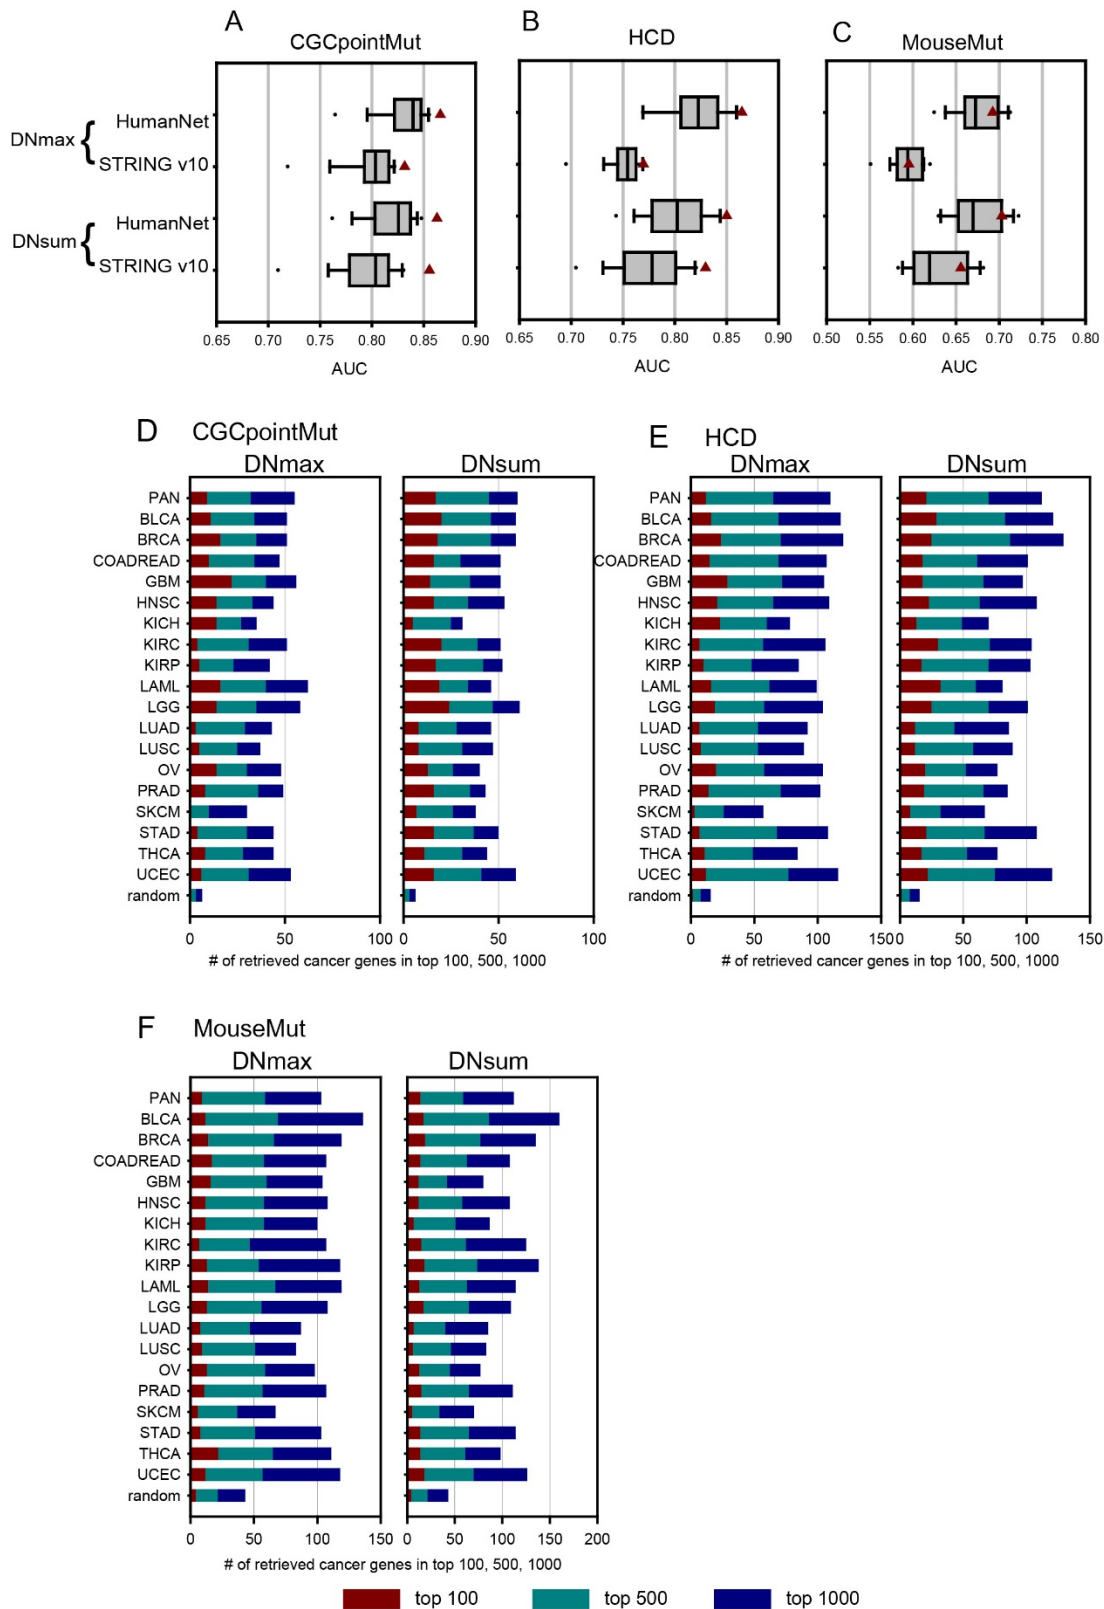 A
CGCpointMut
B
HCD
C
MouseMut
DNmax { HumanNet
STRING v10
DNsum { HumanNet
STRING v10
0.65 0.70 0.75 0.80 0.85 0.90
AUC
0.65 0.70 0.75 0.80 0.85 0.90
AUC
0.50 0.55 0.60 0.65 0.70 0.75 0.80
AUC
D CGCpointMut
DNmax DNsum
PAN
BLCA
BRCA
COADREAD
GBM
HNSC
KICH
KIRC
KIRP
LAML
LGG
LUAD
LUSC
OV
PRAD
SKCM
STAD
THCA
UCEC
random
0 50 100 0 50 100
# of retrieved cancer genes in top 100, 500, 1000
E HCD
DNmax DNsum
PAN
BLCA
BRCA
COADREAD
GBM
HNSC
KICH
KIRC
KIRP
LAML
LGG
LUAD
LUSC
OV
PRAD
SKCM
STAD
THCA
UCEC
random
0 50 100 150 0 50 100 150
# of retrieved cancer genes in top 100, 500, 1000
F MouseMut
DNmax DNsum
PAN
BLCA
BRCA
COADREAD
GBM
HNSC
KICH
KIRC
KIRP
LAML
LGG
LUAD
LUSC
OV
PRAD
SKCM
STAD
THCA
UCEC
random
0 50 100 150 0 50 100 150 200
# of retrieved cancer genes in top 100, 500, 1000
top 100 top 500 top 1000